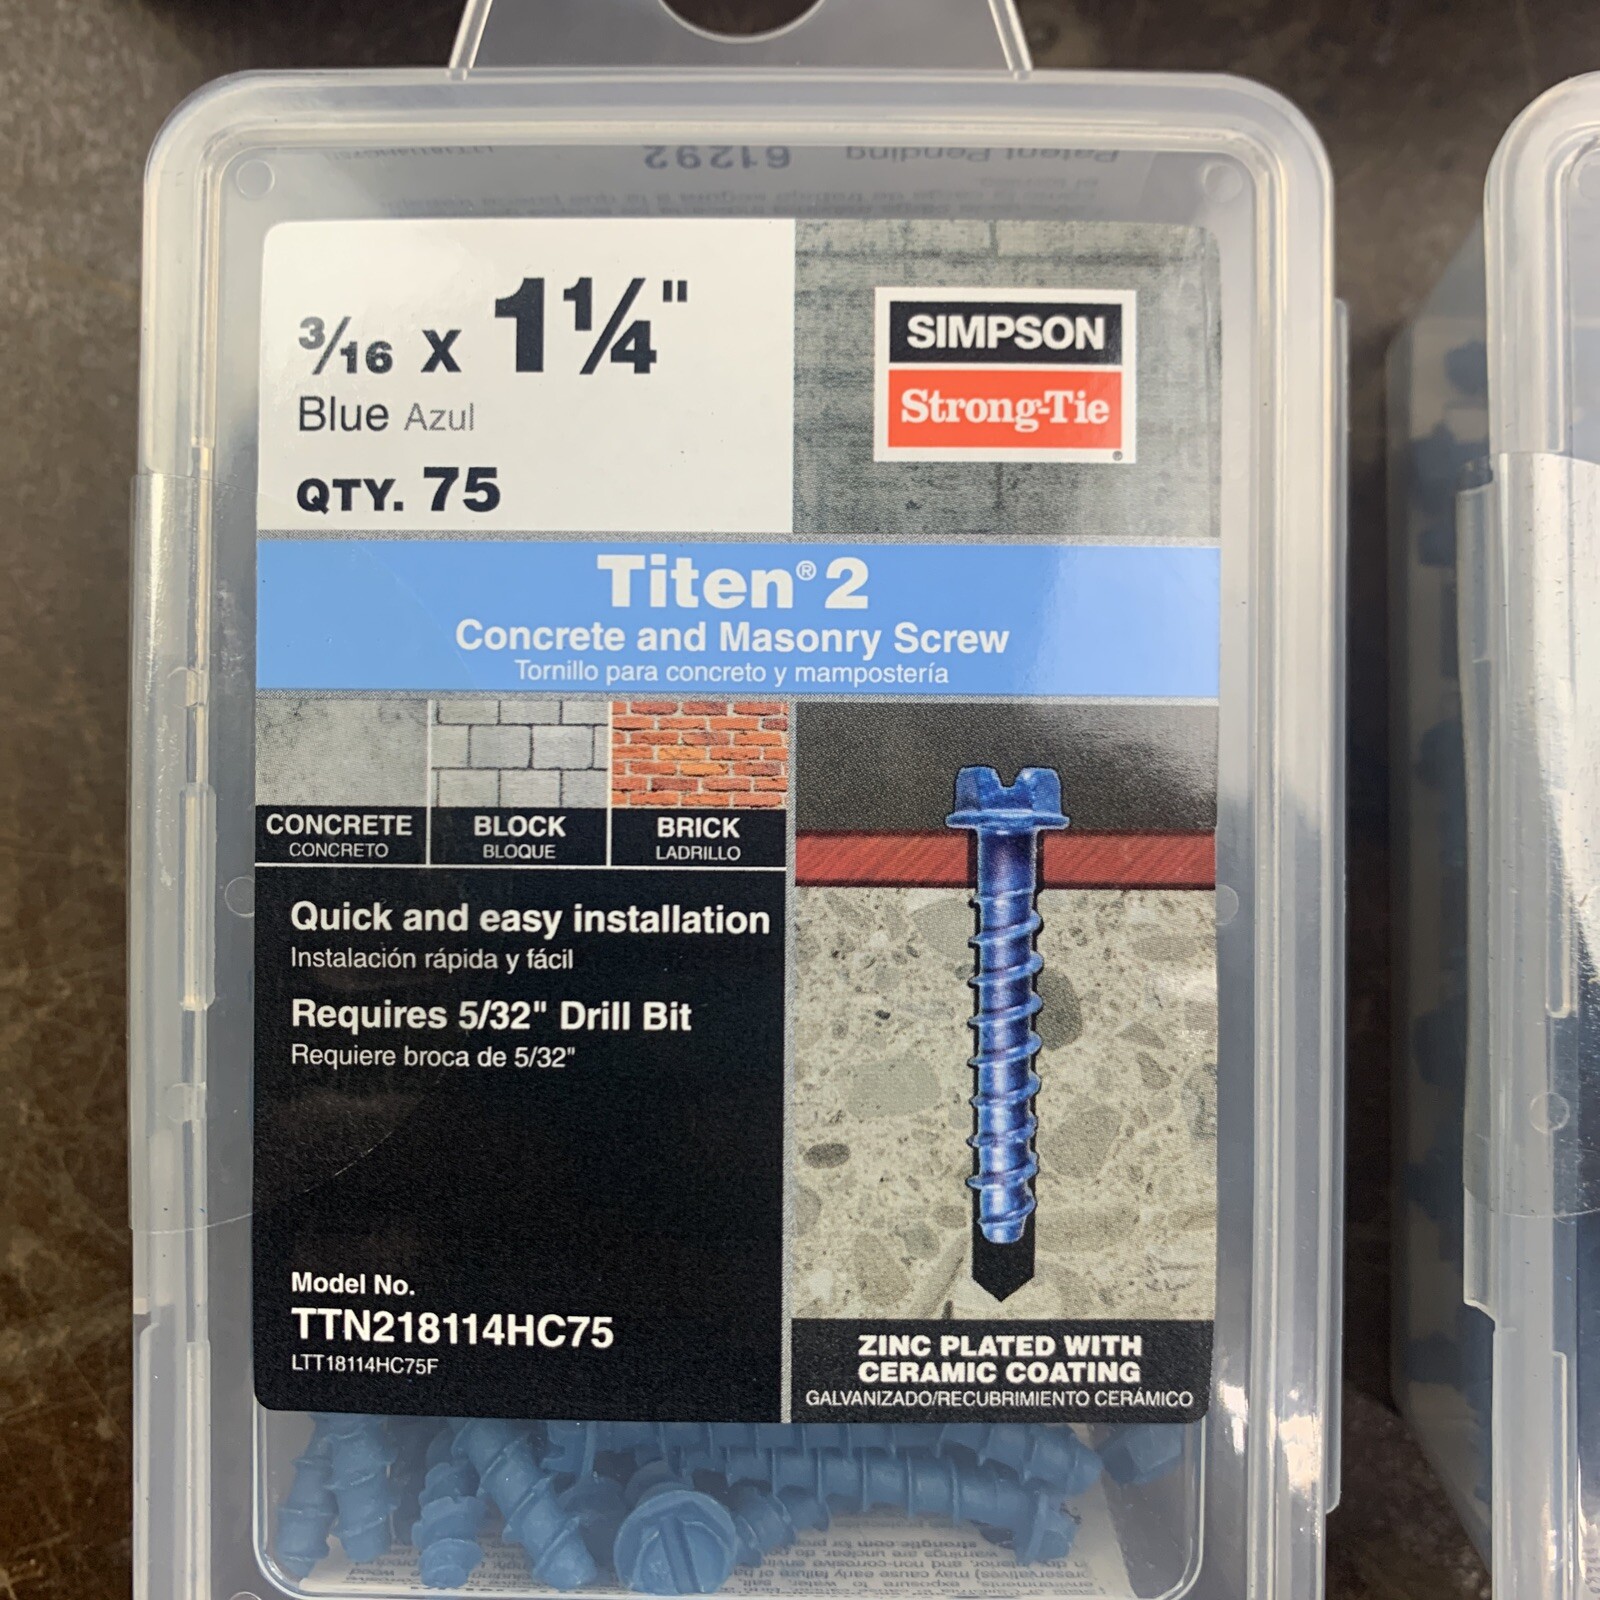 61292 Patent Pending
3/16 X 1 1/4"
Blue Azul
QTY. 75
SIMPSON
Strong-Tie
Titen® 2
Concrete and Masonry Screw
Tornillo para concreto y mampostería
CONCRETE
CONCRETO
BLOCK
BLOQUE
BRICK
LADRILLO
Quick and easy installation
Instalación rápida y fácil
Requires 5/32" Drill Bit
Requiere broca de 5/32"
Model No.
TTN218114HC75
LTT18114HC75F
ZINC PLATED WITH
CERAMIC COATING
GALVANIZADO/RECUBRIMIENTO CERÁMICO